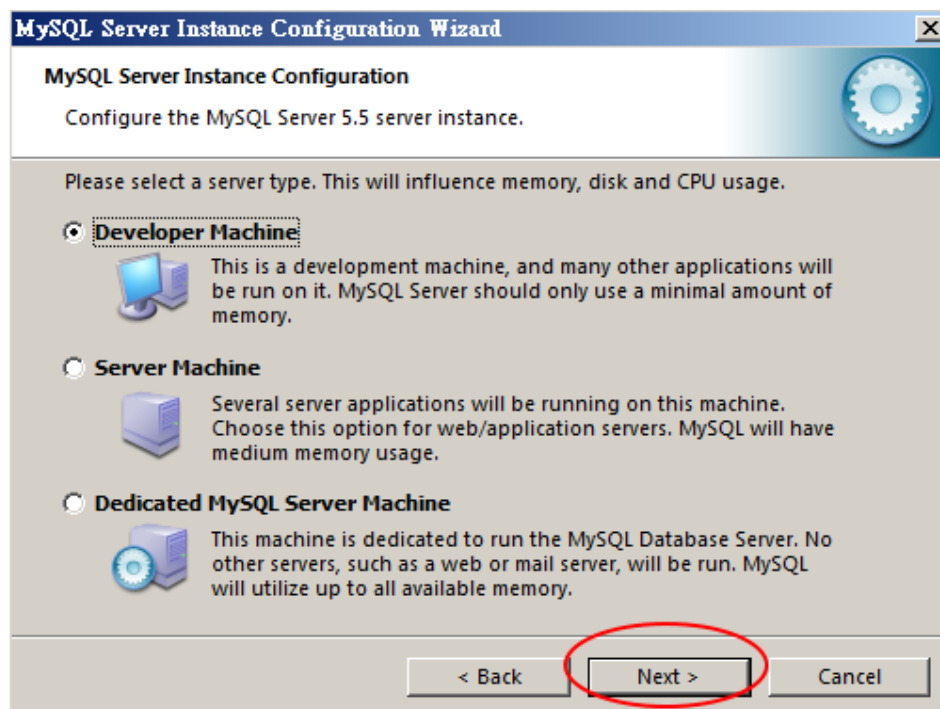 MySQL Server Instance Configuration Wizard
MySQL Server Instance Configuration
Configure the MySQL Server 5.5 server instance.
Please select a server type. This will influence memory, disk and CPU usage.
Developer Machine
This is a development machine, and many other applications will
be run on it. MySQL Server should only use a minimal amount of
memory.
Server Machine
Several server applications will be running on this machine.
Choose this option for web/application servers. MySQL will have
medium memory usage.
Dedicated MySQL Server Machine
This machine is dedicated to run the MySQL Database Server. No
other servers, such as a web or mail server, will be run. MySQL
will utilize up to all available memory.
< Back
Next >
Cancel